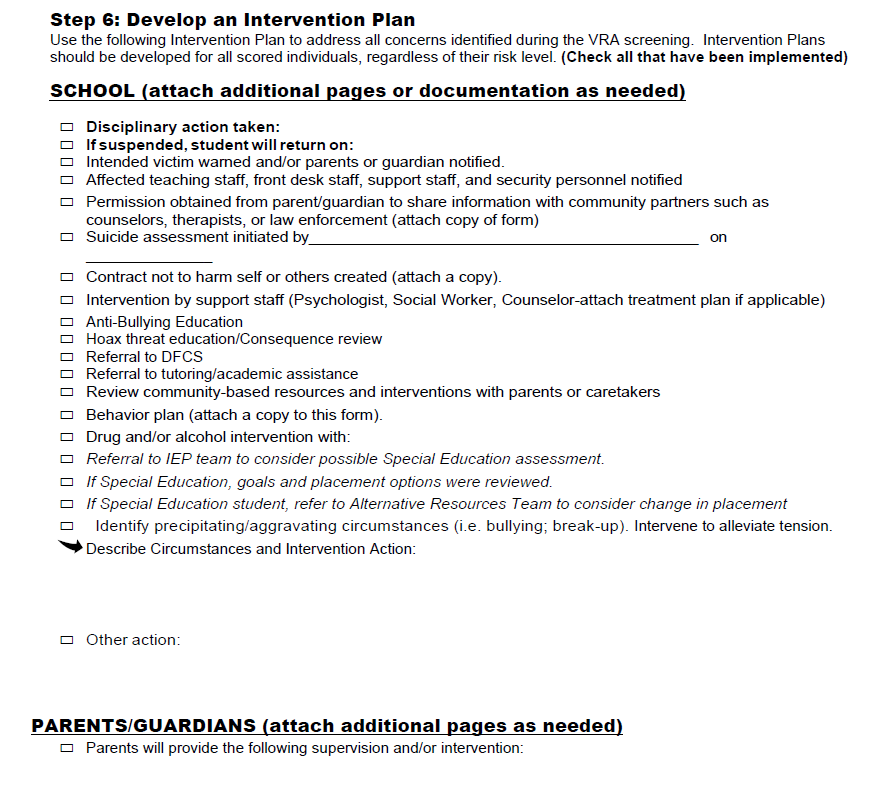 Step 6: Develop an Intervention Plan
Use the following Intervention Plan to address all concerns identified during the VRA screening.  Intervention Plans
should be developed for all scored individuals, regardless of their risk level. (Check all that have been implemented)
SCHOOL (attach additional pages or documentation as needed)
Disciplinary action taken:
If suspended, student will return on:
Intended victim warned and/or parents or guardian notified.
Affected teaching staff, front desk staff, support staff, and security personnel notified
Permission obtained from parent/guardian to share information with community partners such as
counselors, therapists, or law enforcement (attach copy of form)
Suicide assessment initiated by_______________________________________________ on
_______________
Contract not to harm self or others created (attach a copy).
Intervention by support staff (Psychologist, Social Worker, Counselor-attach treatment plan if applicable)
Anti-Bullying Education
Hoax threat education/Consequence review
Referral to DFCS
Referral to tutoring/academic assistance
Review community-based resources and interventions with parents or caretakers
Behavior plan (attach a copy to this form).
Drug and/or alcohol intervention with:
Referral to IEP team to consider possible Special Education assessment.
If Special Education, goals and placement options were reviewed.
If Special Education student, refer to Alternative Resources Team to consider change in placement
Identify precipitating/aggravating circumstances (i.e. bullying; break-up). Intervene to alleviate tension.
Describe Circumstances and Intervention Action:
Other action:
PARENTS/GUARDIANS (attach additional pages as needed)
Parents will provide the following supervision and/or intervention: